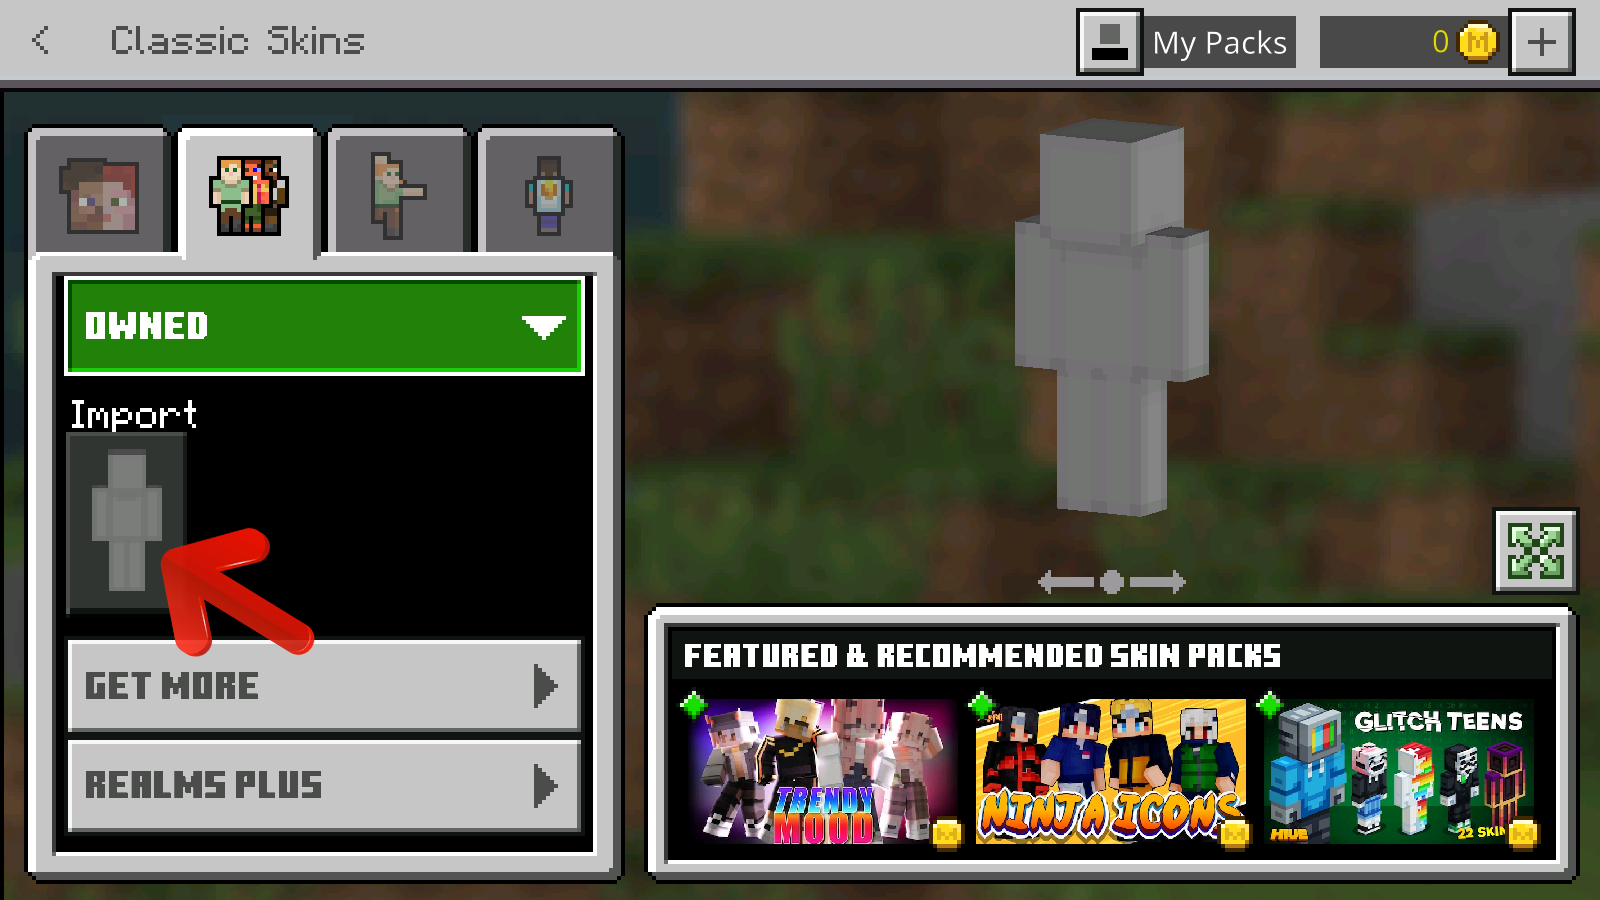 Classic Skins
My Packs
0
OWNED
Import
GET MORE
REALMS PLUS
FEATURED & RECOMMENDED SKIN PACKS
TRENDY
MOOD
NINJA ICONS
GLITCH TEENS
HIVE
22 SKIN